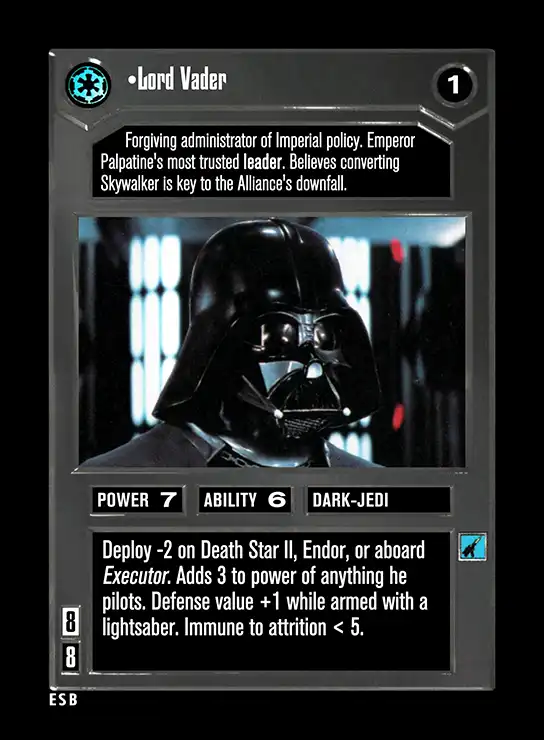 •Lord Vader
1
Forgiving administrator of Imperial policy. Emperor
Palpatine's most trusted leader. Believes converting
Skywalker is key to the Alliance's downfall.
POWER 7
ABILITY 6
DARK-JEDI
Deploy -2 on Death Star II, Endor, or aboard
Executor. Adds 3 to power of anything he
pilots. Defense value +1 while armed with a
lightsaber. Immune to attrition < 5.
8
8
ESB